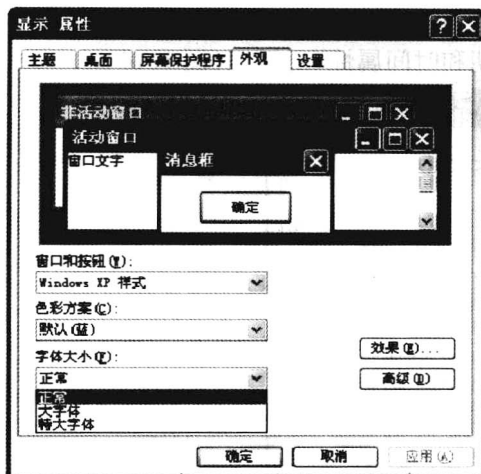 显示 属性
主题 桌面 屏幕保护程序 外观 设置
非活动窗口
活动窗口
窗口文字 消息框
确定
窗口和按钮(W):
Windows XP 样式
色彩方案(C):
默认(蓝)
字体大小(F):
效果(E)...
正常
高级(D)
正常
大字体
特大字体
确定 取消 应用(A)